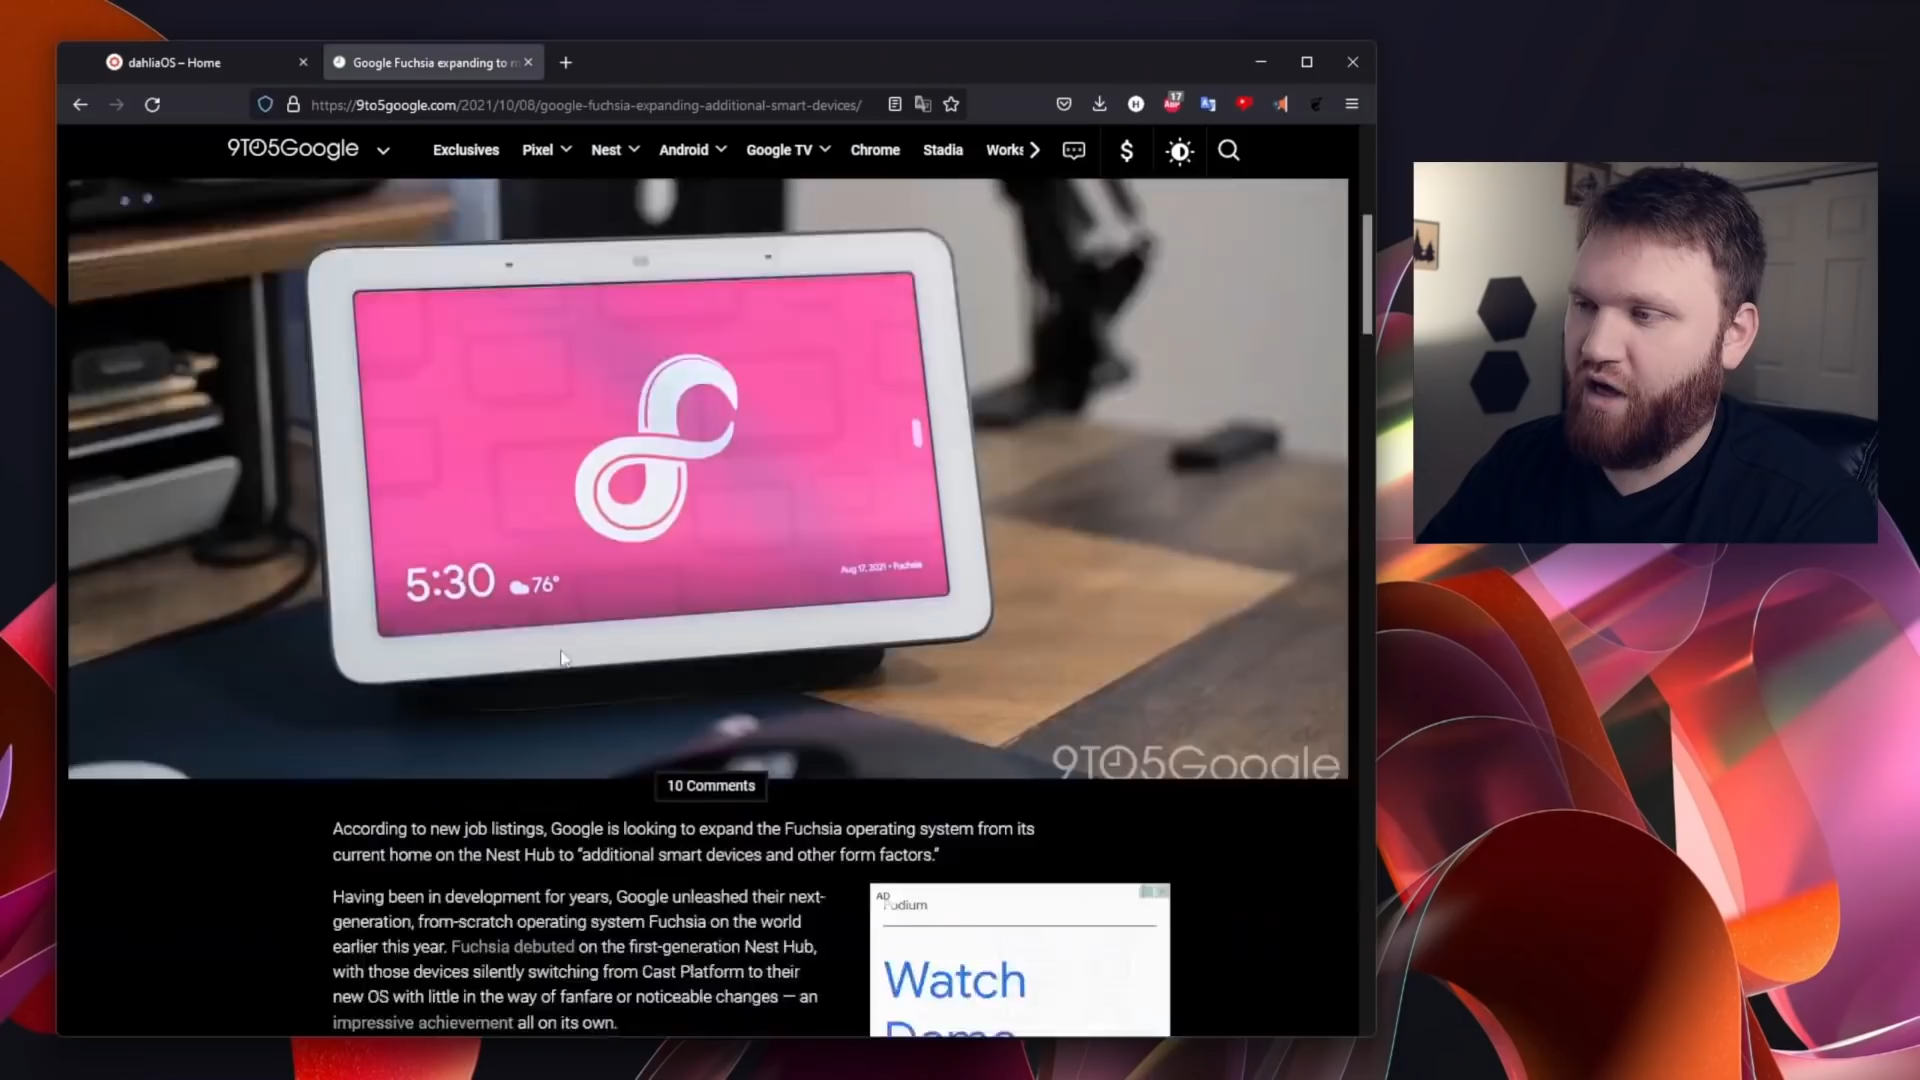 dahliaOS – Home
Google Fuchsia expanding to m
https://9to5google.com/2021/10/08/google-fuchsia-expanding-additional-smart-devices/
17
9TO5Google
Exclusives Pixel Nest Android Google TV Chrome Stadia Works
5:30 76°
Aug 17, 2021 • Fuchsia
9TO5Google
10 Comments
According to new job listings, Google is looking to expand the Fuchsia operating system from its
current home on the Nest Hub to “additional smart devices and other form factors.”
Having been in development for years, Google unleashed their next-
generation, from-scratch operating system Fuchsia on the world
earlier this year. Fuchsia debuted on the first-generation Nest Hub,
with those devices silently switching from Cast Platform to their
new OS with little in the way of fanfare or noticeable changes — an
impressive achievement all on its own.
AD
Podium
Watch
Demo